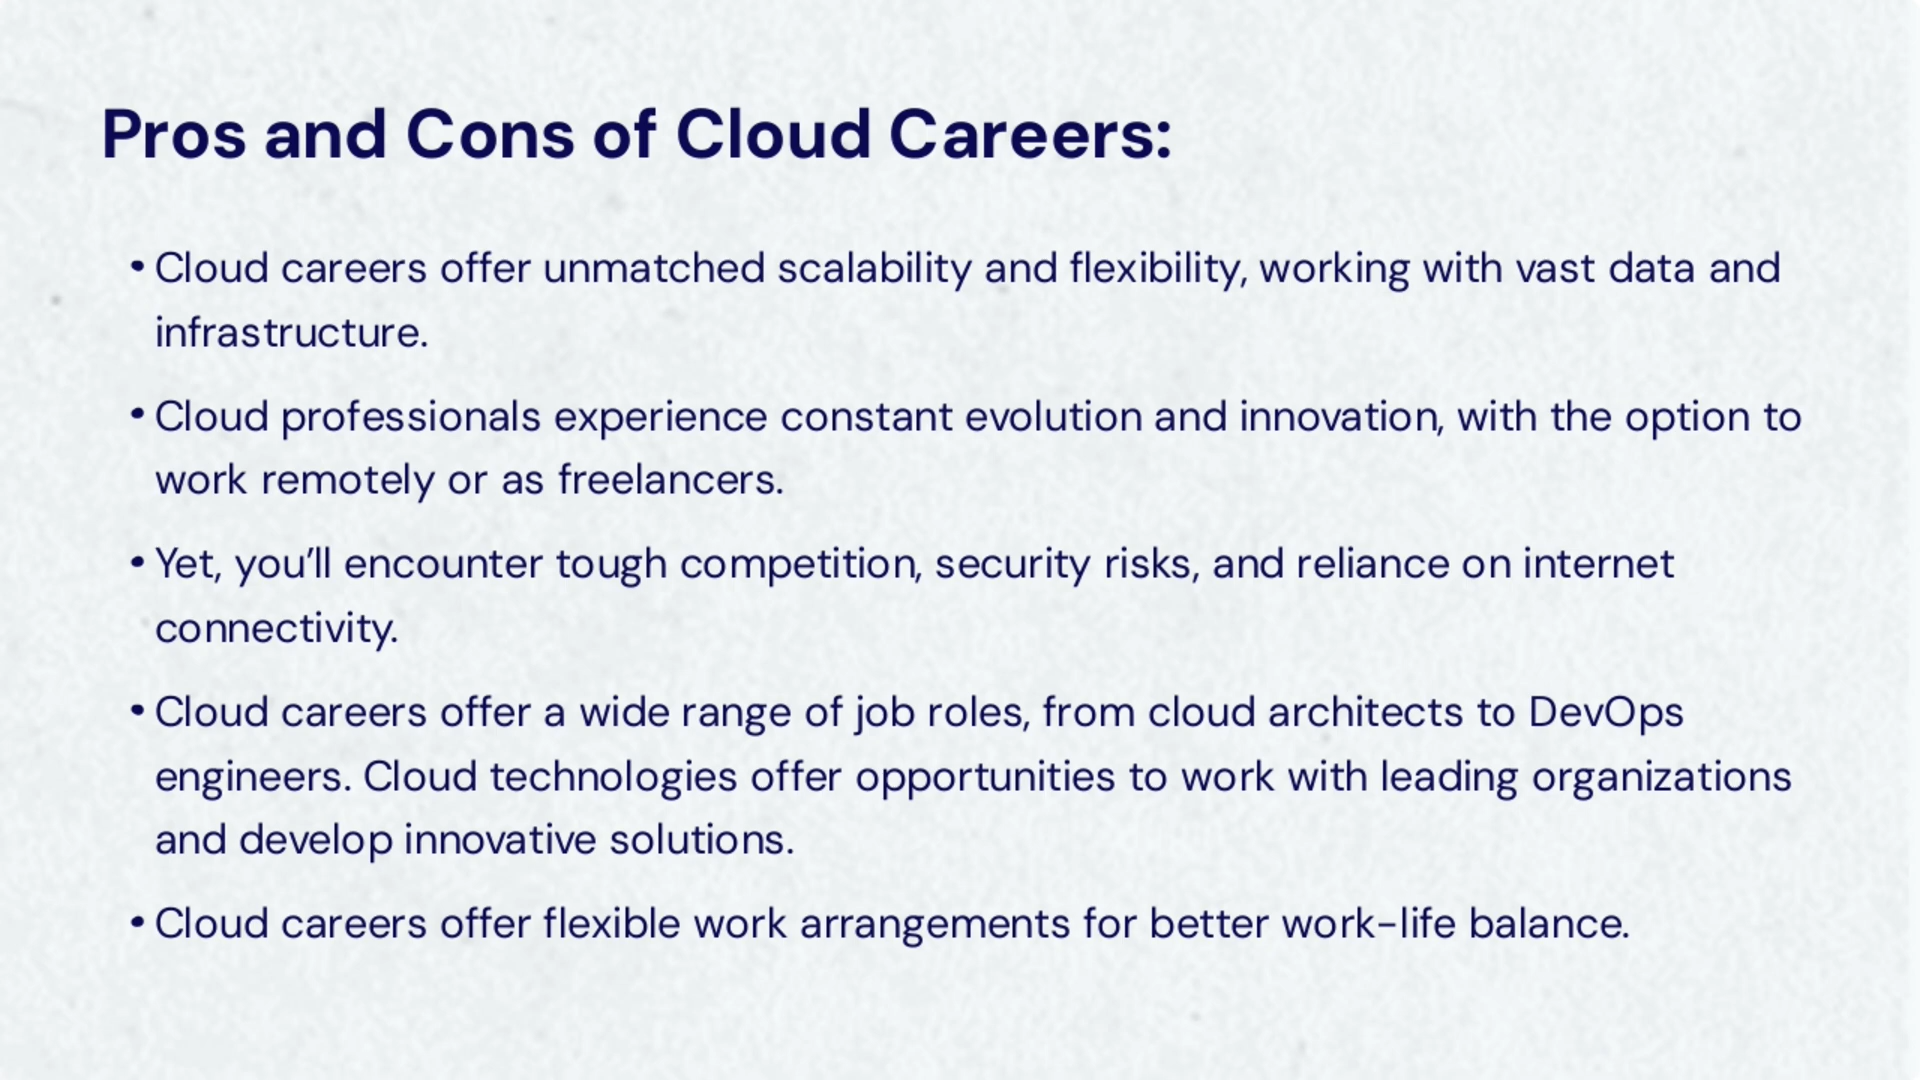 Pros and Cons of Cloud Careers:
• Cloud careers offer unmatched scalability and flexibility, working with vast data and
infrastructure.
• Cloud professionals experience constant evolution and innovation, with the option to
work remotely or as freelancers.
• Yet, you’ll encounter tough competition, security risks, and reliance on internet
connectivity.
• Cloud careers offer a wide range of job roles, from cloud architects to DevOps
engineers. Cloud technologies offer opportunities to work with leading organizations
and develop innovative solutions.
• Cloud careers offer flexible work arrangements for better work-life balance.